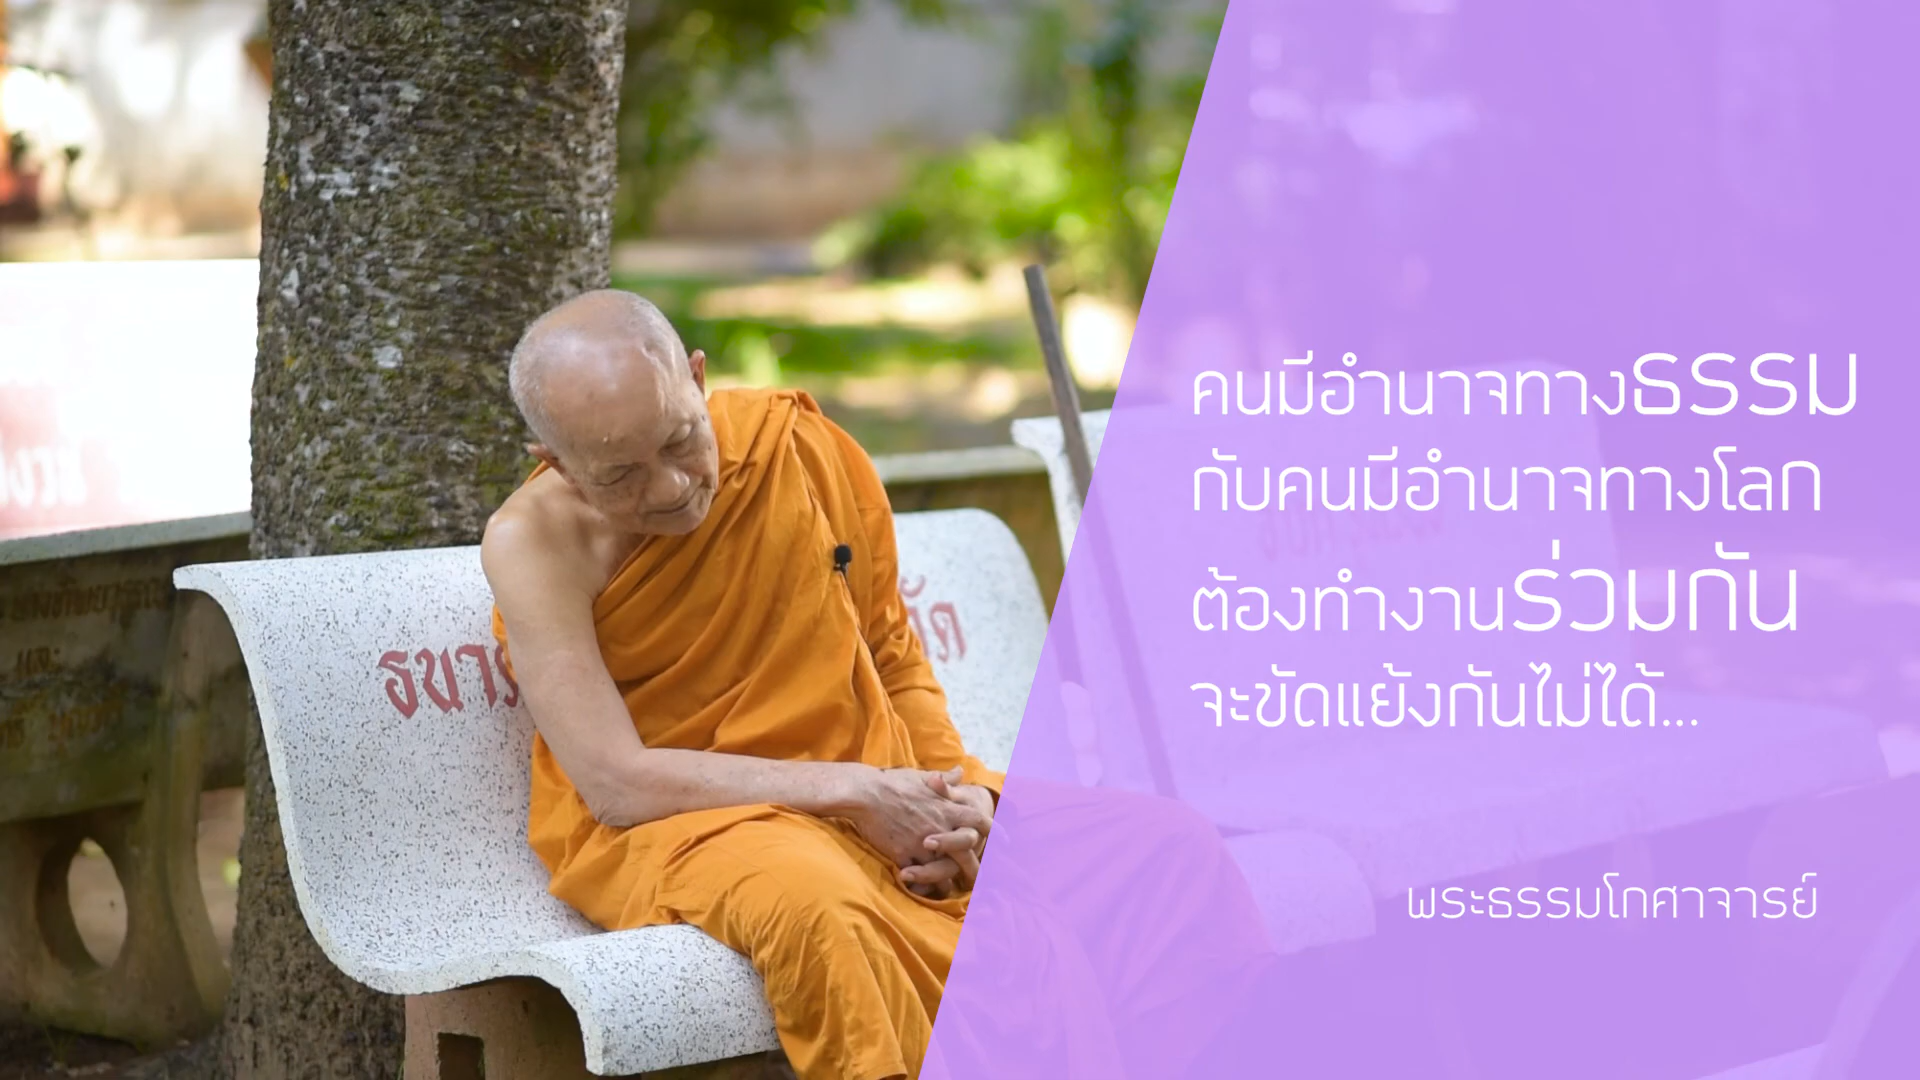 คนมีอำนาจทางธรรม
กับคนมีอำนาจทางโลก
ต้องทำงานร่วมกัน
จะขัดแย้งกันไม่ได้...
พระธรรมโกศาจารย์